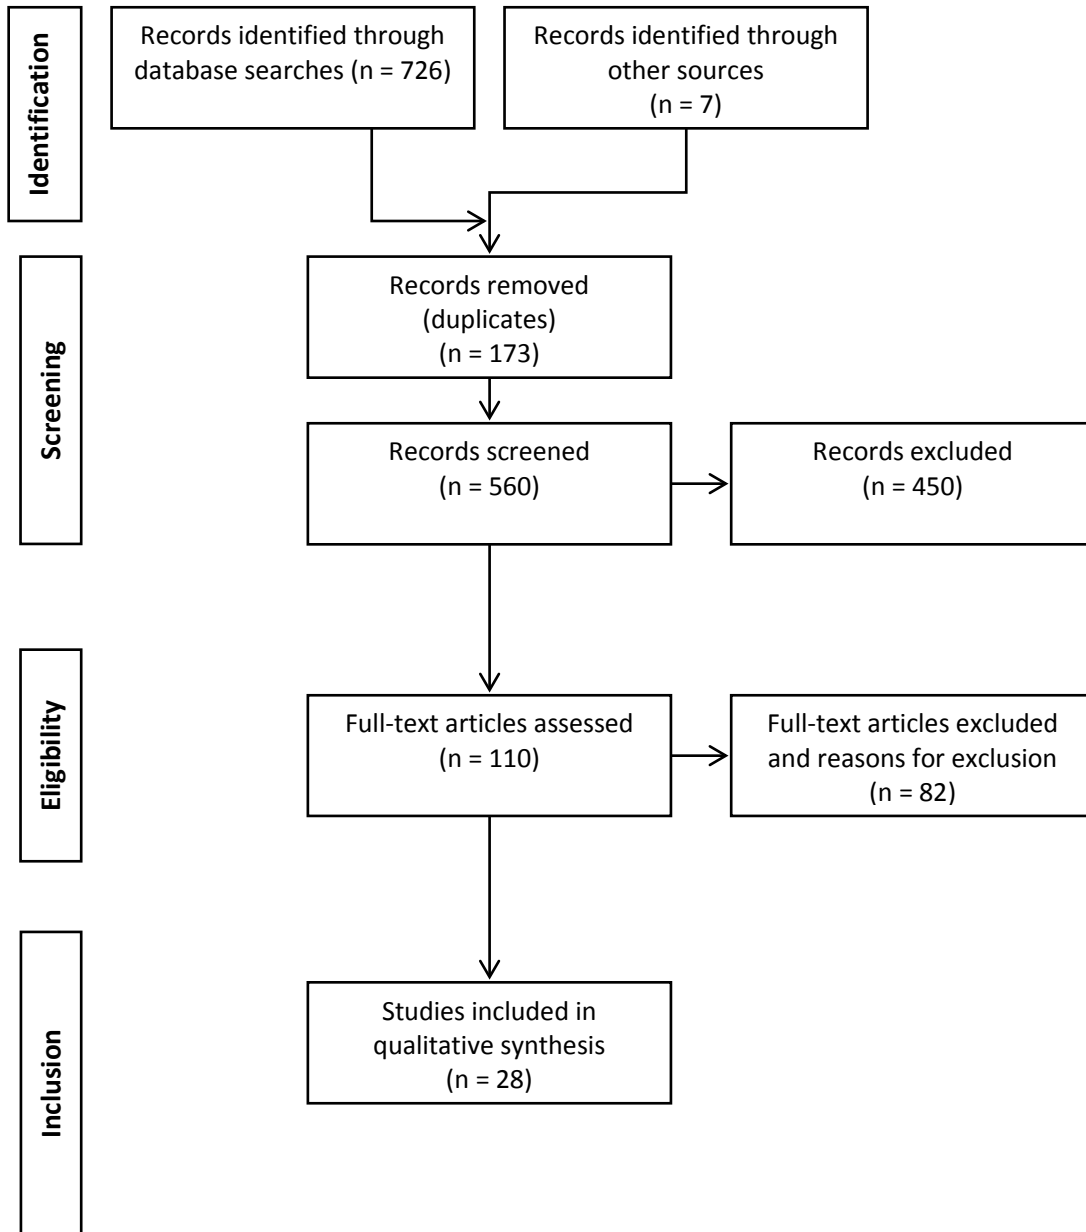 Identification
Records identified through
database searches (n = 726)
Records identified through
other sources
(n = 7)
Screening
Records removed
(duplicates)
(n = 173)
Records screened
(n = 560)
Records excluded
(n = 450)
Eligibility
Full-text articles assessed
(n = 110)
Full-text articles excluded
and reasons for exclusion
(n = 82)
Inclusion
Studies included in
qualitative synthesis
(n = 28)